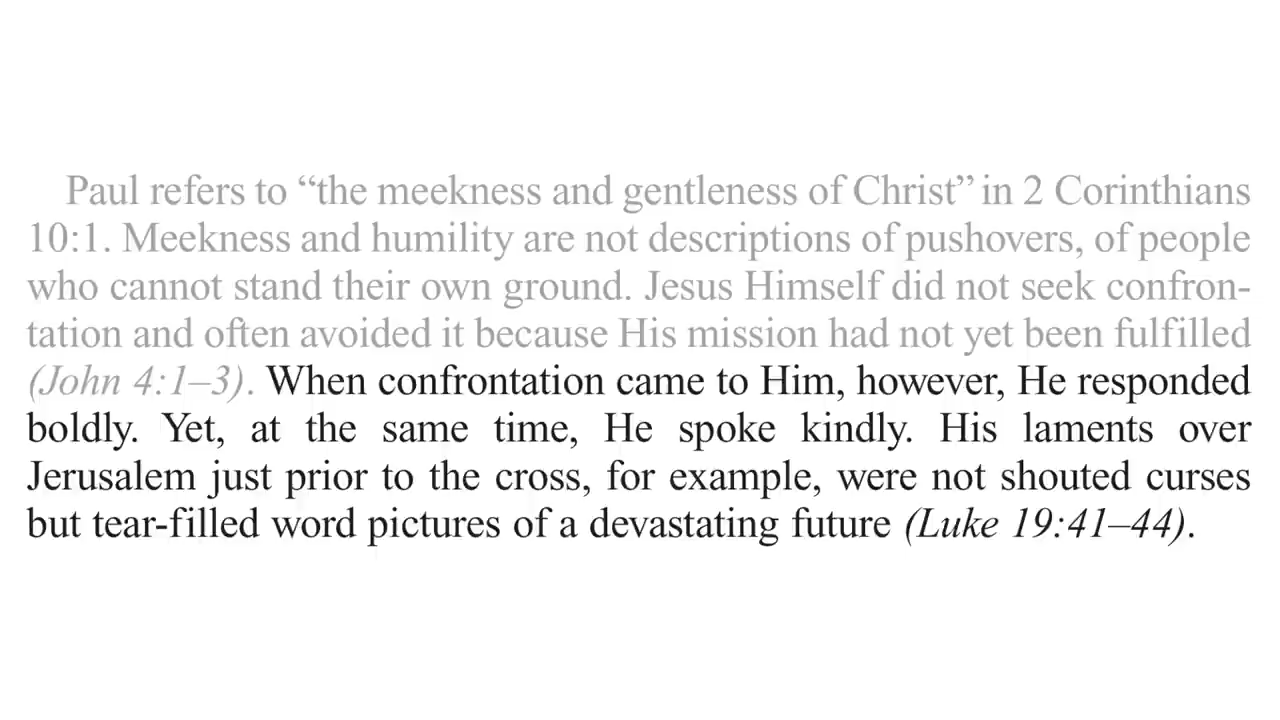 Paul refers to “the meekness and gentleness of Christ” in 2 Corinthians
10:1. Meekness and humility are not descriptions of pushovers, of people
who cannot stand their own ground. Jesus Himself did not seek confron-
tation and often avoided it because His mission had not yet been fulfilled
(John 4:1–3). When confrontation came to Him, however, He responded
boldly. Yet, at the same time, He spoke kindly. His laments over
Jerusalem just prior to the cross, for example, were not shouted curses
but tear-filled word pictures of a devastating future (Luke 19:41–44).